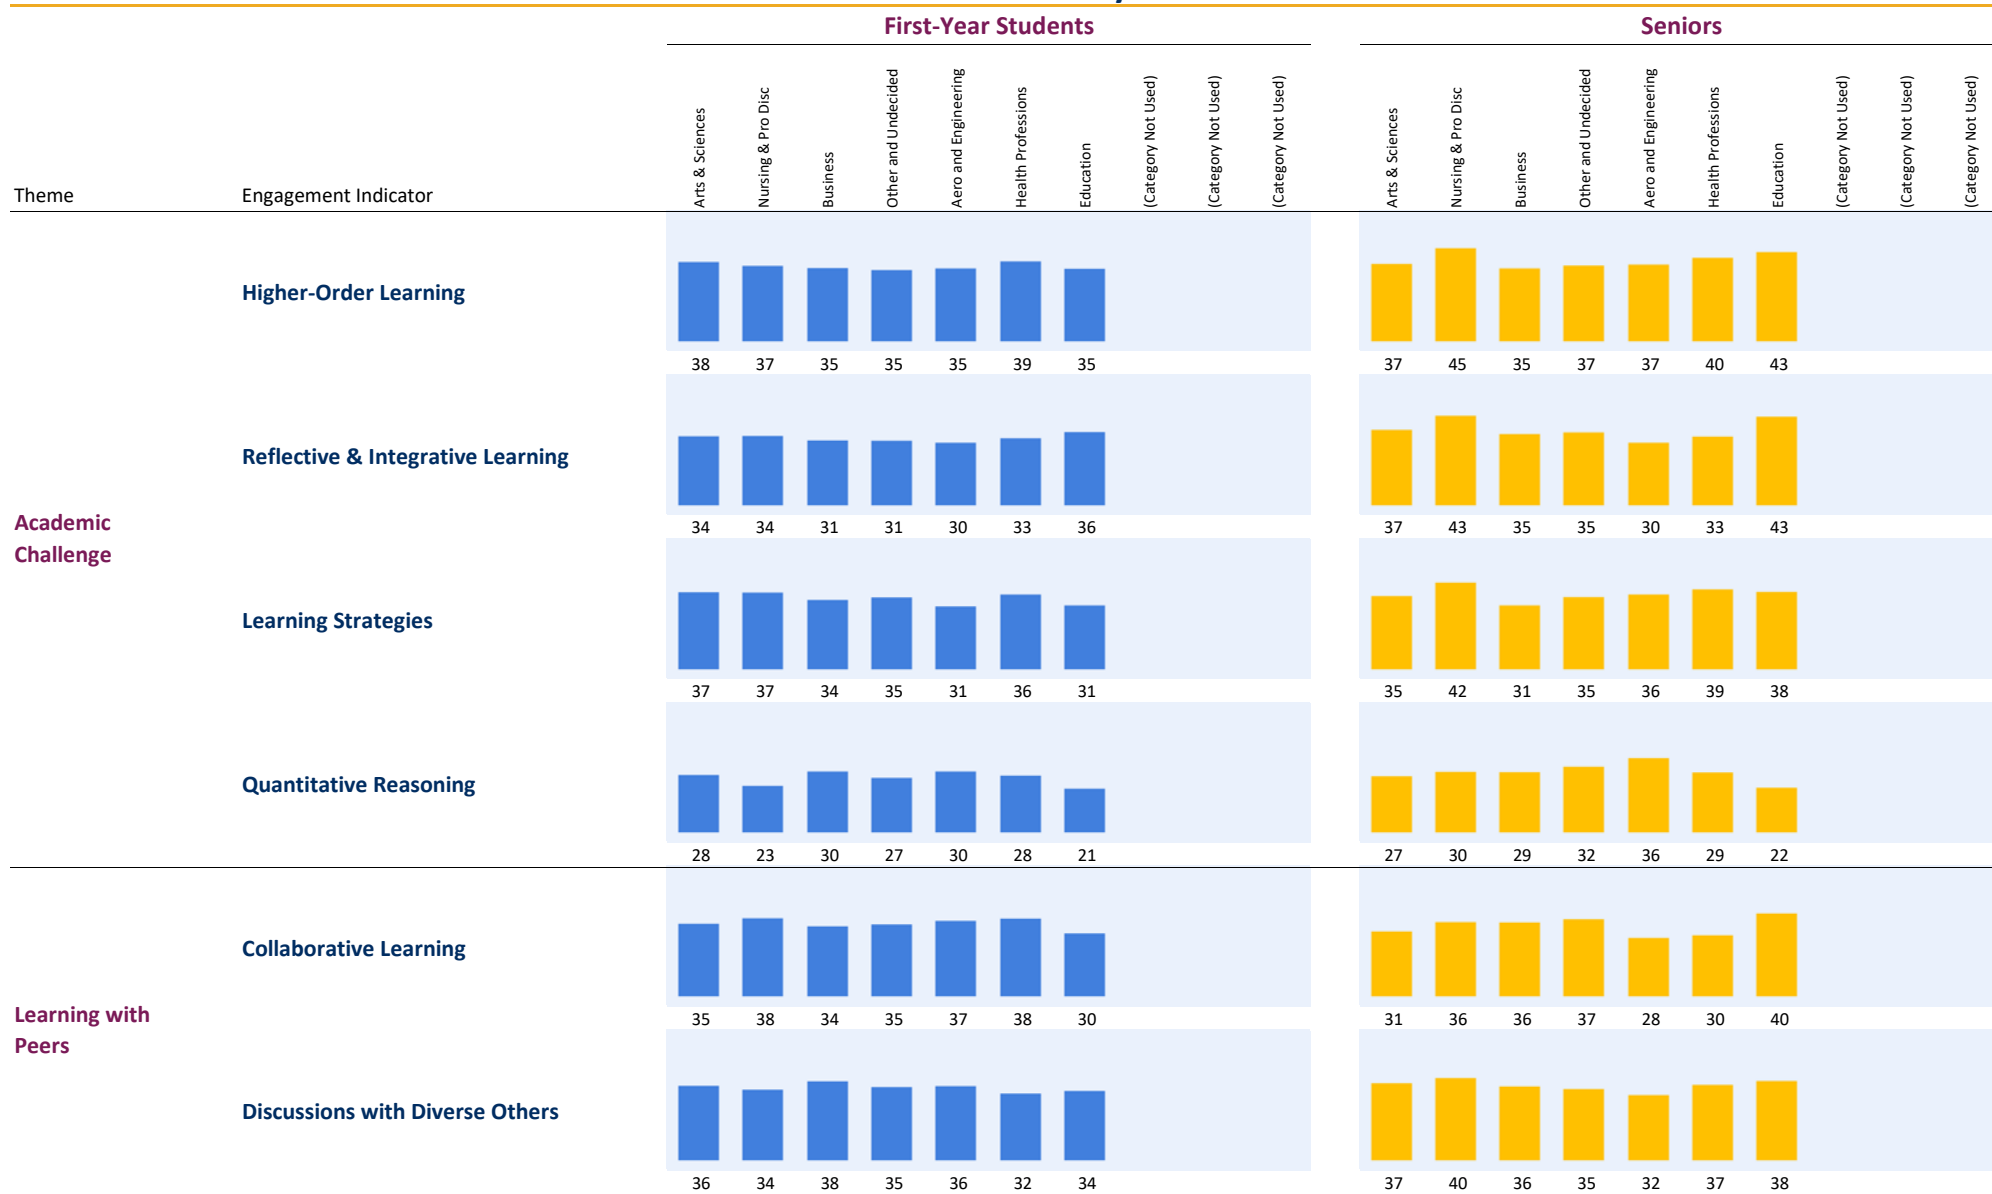 First-Year Students Seniors
Theme Engagement Indicator Arts & Sciences Nursing & Pro Disc Business Other and Undecided Aero and Engineering Health Professions Education (Category Not Used) (Category Not Used) (Category Not Used) Arts & Sciences Nursing & Pro Disc Business Other and Undecided Aero and Engineering Health Professions Education (Category Not Used) (Category Not Used) (Category Not Used)
Academic
Challenge
Higher-Order Learning
38 37 35 35 35 39 35 37 45 35 37 37 40 43
Reflective & Integrative Learning
34 34 31 31 30 33 36 37 43 35 35 30 33 43
Learning Strategies
37 37 34 35 31 36 31 35 42 31 35 36 39 38
Quantitative Reasoning
28 23 30 27 30 28 21 27 30 29 32 36 29 22
Learning with
Peers
Collaborative Learning
35 38 34 35 37 38 30 31 36 36 37 28 30 40
Discussions with Diverse Others
36 34 38 35 36 32 34 37 40 36 35 32 37 38